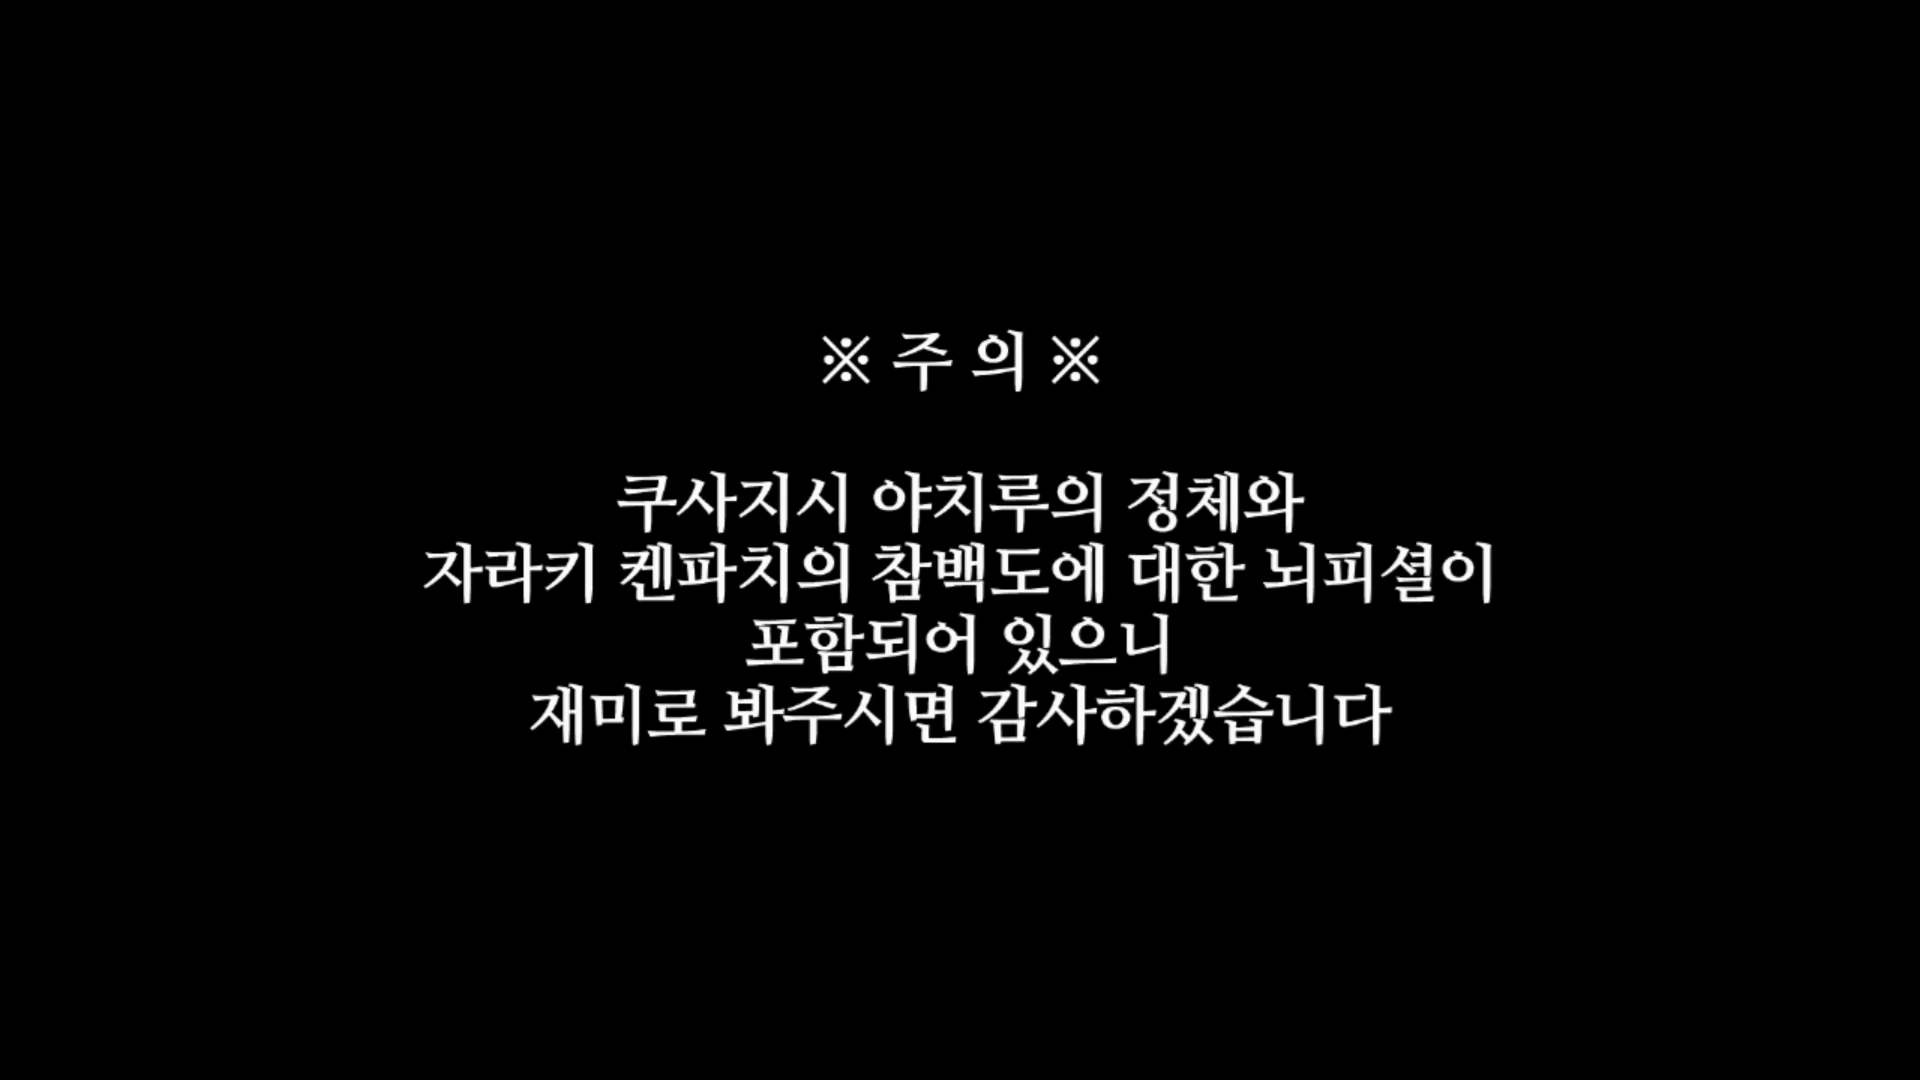 ※ 주 의 ※
쿠사지시 야치루의 정체와
자라키 켄파치의 참백도에 대한 뇌피셜이
포함되어 있으니
재미로 봐주시면 감사하겠습니다